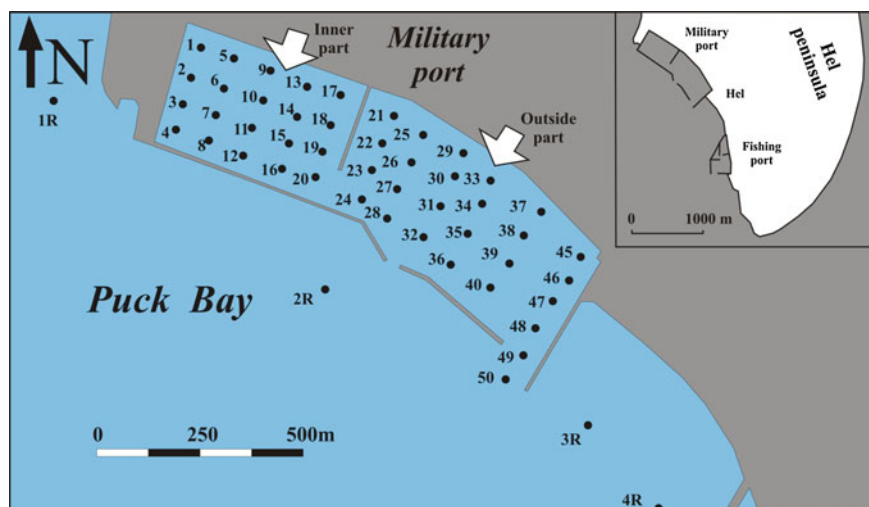 N
Inner
part
Military
port
Outside
part
Puck Bay
1
2
3
4
5
6
7
8
9
10
11
12
13
14
15
16
17
18
19
20
21
22
23
24
25
26
27
28
29
30
31
32
33
34
35
36
37
38
39
40
45
46
47
48
49
50
1R
2R
3R
4R
0 250 500m
Military
port
Hel
peninsula
Hel
Fishing
port
0 1000 m